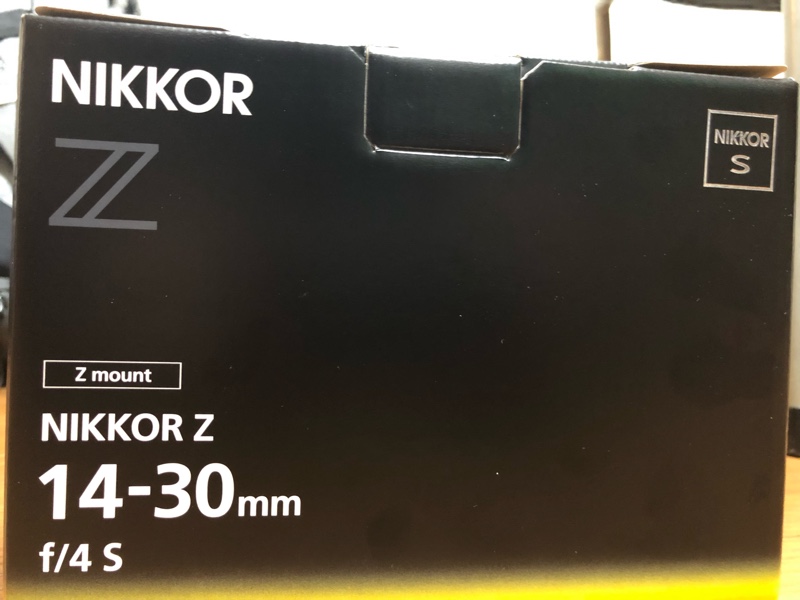 NIKKOR
Z
NIKKOR
S
Z mount
NIKKOR Z
14-30mm
f/4 S